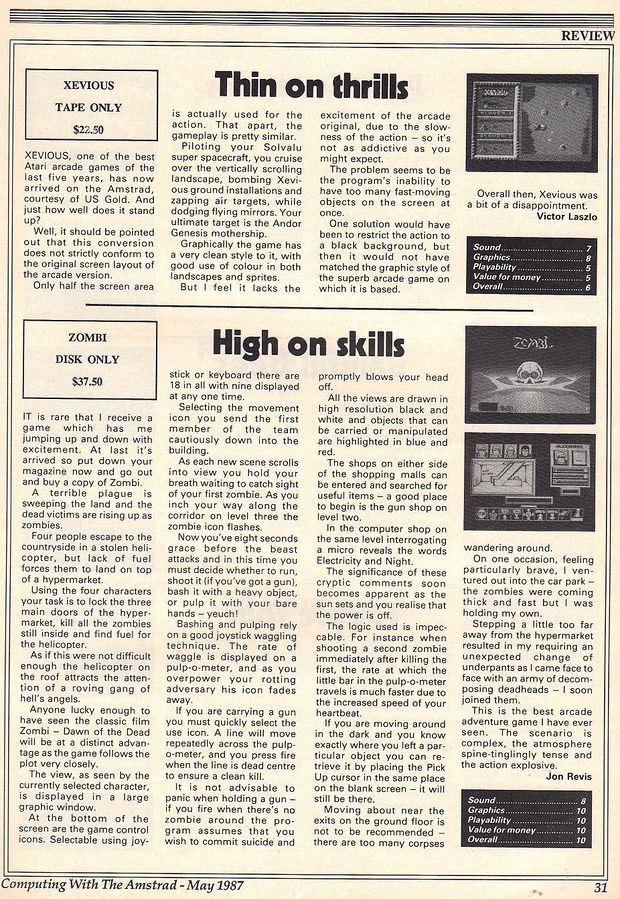 REVIEW
XEVIOUS
TAPE ONLY
$22.50
Thin on thrills
XEVIOUS, one of the best
Atari arcade games of the
last five years, has now
arrived on the Amstrad,
courtesy of US Gold. And
just how well does it stand
up?
Well, it should be pointed
out that this conversion
does not strictly conform to
the original screen layout of
the arcade version.
Only half the screen area
is actually used for the
action. That apart, the
gameplay is pretty similar.
Piloting your Solvalu
super spacecraft, you cruise
over the vertically scrolling
landscape, bombing Xevi-
ous ground installations and
zapping air targets, while
dodging flying mirrors. Your
ultimate target is the Andor
Genesis mothership.
Graphically the game has
a very clean style to it, with
good use of colour in both
landscapes and sprites.
But I feel it lacks the
excitement of the arcade
original, due to the slow-
ness of the action – so it's
not as addictive as you
might expect.
The problem seems to be
the program's inability to
have too many fast-moving
objects on the screen at
once.
One solution would have
been to restrict the action to
a black background, but
then it would not have
matched the graphic style of
the superb arcade game on
which it is based.
Overall then, Xevious was
a bit of a disappointment.
Victor Laszlo
Sound 7
Graphics 8
Playability 5
Value for money 5
Overall 6
ZOMBI
DISK ONLY
$37.50
High on skills
IT is rare that I receive a
game which has me
jumping up and down with
excitement. At last it's
arrived so put down your
magazine now and go out
and buy a copy of Zombi.
A terrible plague is
sweeping the land and the
dead victims are rising up as
zombies.
Four people escape to the
countryside in a stolen heli-
copter, but lack of fuel
forces them to land on top
of a hypermarket.
Using the four characters
your task is to lock the three
main doors of the hyper-
market, kill all the zombies
still inside and find fuel for
the helicopter.
As if this were not difficult
enough the helicopter on
the roof attracts the atten-
tion of a roving gang of
hell's angels.
Anyone lucky enough to
have seen the classic film
Zombi – Dawn of the Dead
will be at a distinct advan-
tage as the game follows the
plot very closely.
The view, as seen by the
currently selected character,
is displayed in a large
graphic window.
At the bottom of the
screen are the game control
icons. Selectable using joy-
stick or keyboard there are
18 in all with nine displayed
at any one time.
Selecting the movement
icon you send the first
member of the team
cautiously down into the
building.
As each new scene scrolls
into view you hold your
breath waiting to catch sight
of your first zombie. As you
inch your way along the
corridor on level three the
zombie icon flashes.
Now you've eight seconds
grace before the beast
attacks and in this time you
must decide whether to run,
shoot it (if you've got a gun),
bash it with a heavy object,
or pulp it with your bare
hands – yeuch!
Bashing and pulping rely
on a good joystick waggling
technique. The rate of
waggle is displayed on a
pulp-o-meter, and as you
overpower your rotting
adversary his icon fades
away.
If you are carrying a gun
you must quickly select the
use icon. A line will move
repeatedly across the pulp-
o-meter, and you press fire
when the line is dead centre
to ensure a clean kill.
It is not advisable to
panic when holding a gun –
if you fire when there's no
zombie around the pro-
gram assumes that you
wish to commit suicide and
promptly blows your head
off.
All the views are drawn in
high resolution black and
white and objects that can
be carried or manipulated
are highlighted in blue and
red.
The shops on either side
of the shopping malls can
be entered and searched for
useful items – a good place
to begin is the gun shop on
level two.
In the computer shop on
the same level interrogating
a micro reveals the words
Electricity and Night.
The significance of these
cryptic comments soon
becomes apparent as the
sun sets and you realise that
the power is off.
The logic used is impec-
cable. For instance when
shooting a second zombie
immediately after killing the
first, the rate at which the
little bar in the pulp-o-meter
travels is much faster due to
the increased speed of your
heartbeat.
If you are moving around
in the dark and you know
exactly where you left a par-
ticular object you can re-
trieve it by placing the Pick
Up cursor in the same place
on the blank screen – it will
still be there.
Moving about near the
exits on the ground floor is
not to be recommended –
there are too many corpses
ZOMBI
wandering around.
On one occasion, feeling
particularly brave, I ven-
tured out into the car park –
the zombies were coming
thick and fast but I was
holding my own.
Stepping a little too far
away from the hypermarket
resulted in my requiring an
unexpected change of
underpants as I came face to
face with an army of decom-
posing deadheads – I soon
joined them.
This is the best arcade
adventure game I have ever
seen. The scenario is
complex, the atmosphere
spine-tinglingly tense and
the action explosive.
Jon Revis
Sound 8
Graphics 10
Playability 10
Value for money 10
Overall 10
Computing With The Amstrad - May 1987
31